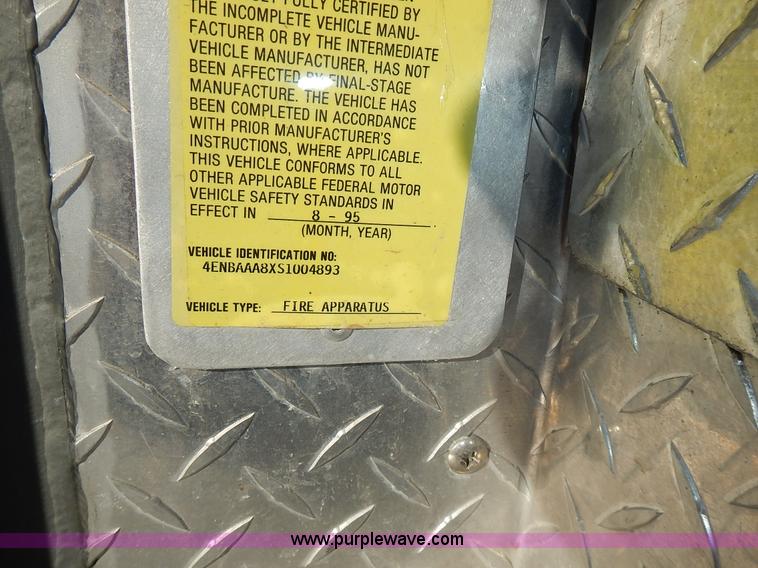 FULLY CERTIFIED BY
THE INCOMPLETE VEHICLE MANU-
FACTURER OR BY THE INTERMEDIATE
VEHICLE MANUFACTURER, HAS NOT
BEEN AFFECTED BY FINAL-STAGE
MANUFACTURE. THE VEHICLE HAS
BEEN COMPLETED IN ACCORDANCE
WITH PRIOR MANUFACTURER'S
INSTRUCTIONS, WHERE APPLICABLE.
THIS VEHICLE CONFORMS TO ALL
OTHER APPLICABLE FEDERAL MOTOR
VEHICLE SAFETY STANDARDS IN
EFFECT IN 8 - 95
(MONTH, YEAR)
VEHICLE IDENTIFICATION NO:
4ENBAAA8XS1004893
VEHICLE TYPE: FIRE APPARATUS
www.purplewave.com